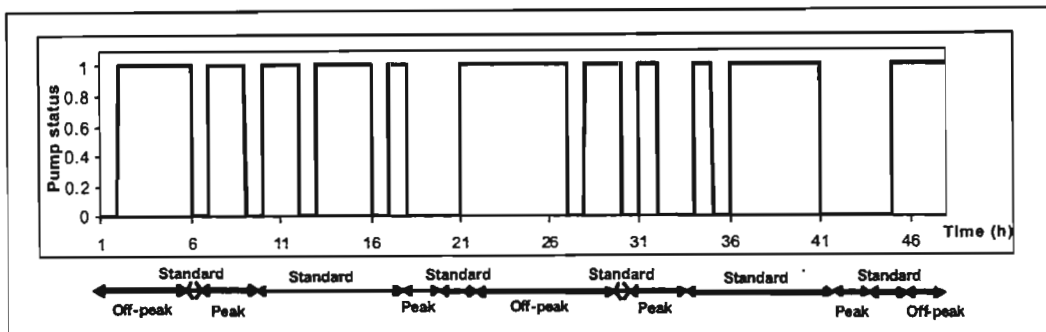 Pump status
1
0.8
0.6
0.4
0.2
0
1 6 11 16 21 26 31 36 41 46 Time (h)
Standard Standard Standard Standard Standard Standard
Off-peak Peak Peak Off-peak Peak Peak Off-peak